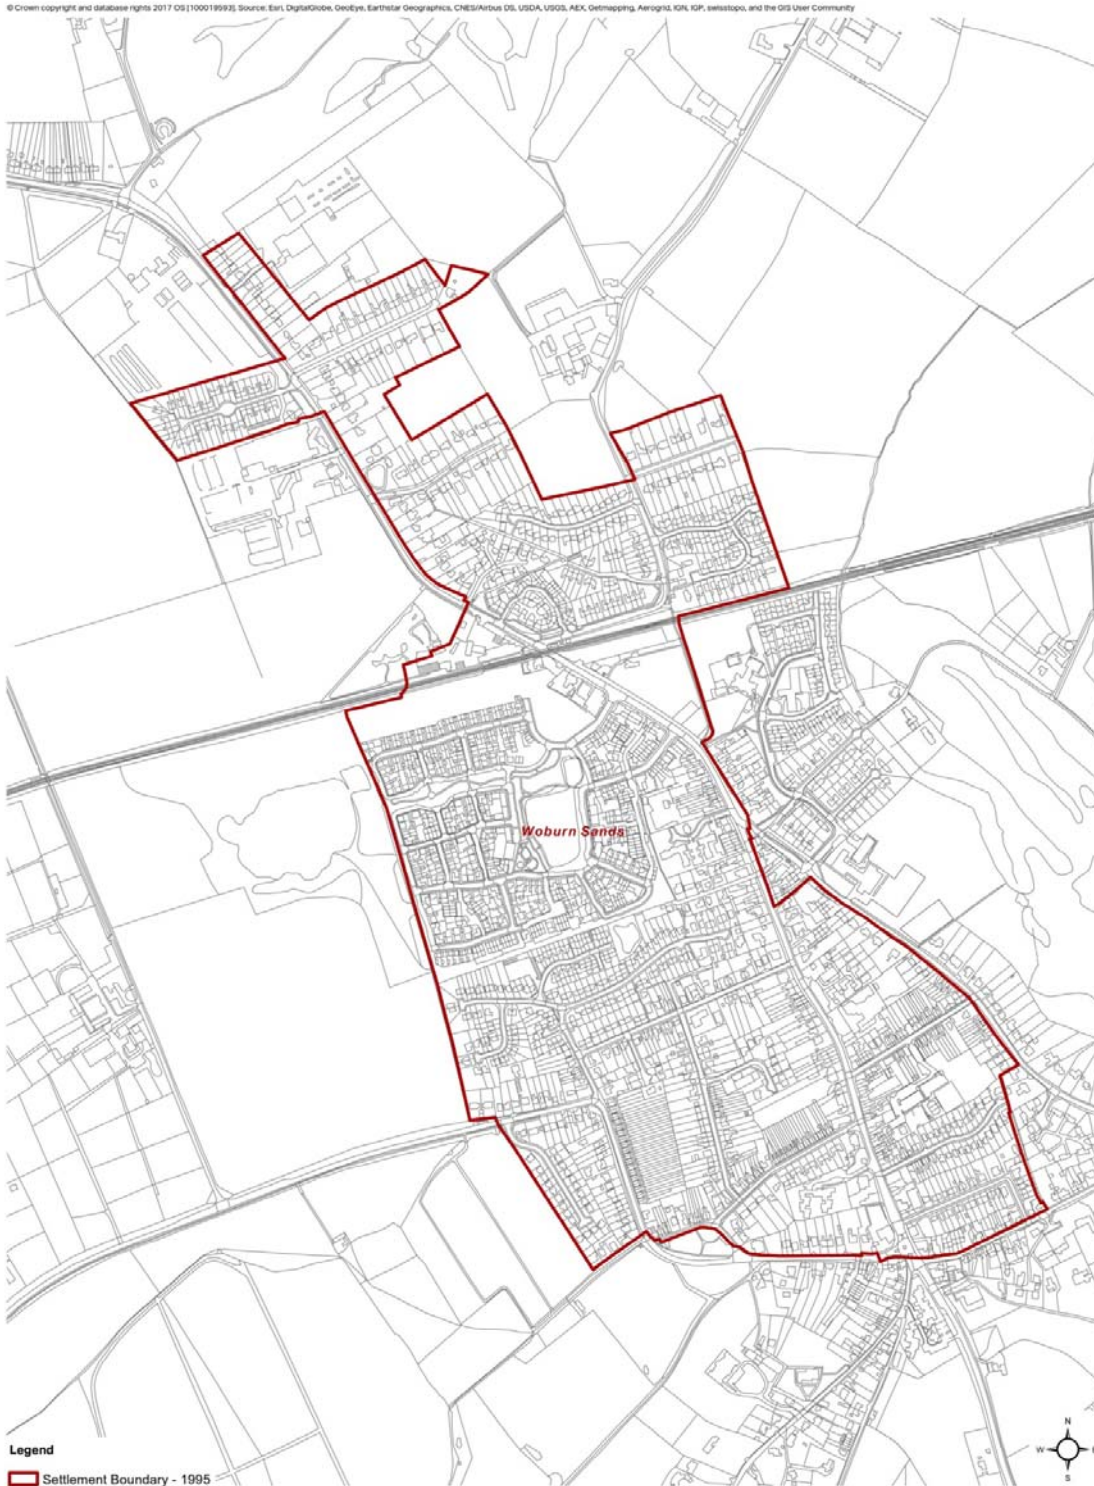 © Crown copyright and database rights 2017 OS [100019593]. Source: Esri, DigitalGlobe, GeoEye, Earthstar Geographics, CNES/Airbus DS, USDA, USGS, AEX, Getmapping, Aerogrid, IGN, IGP, swisstopo, and the GIS User Community
Woburn Sands
N
W
S
Legend
Settlement Boundary - 1995